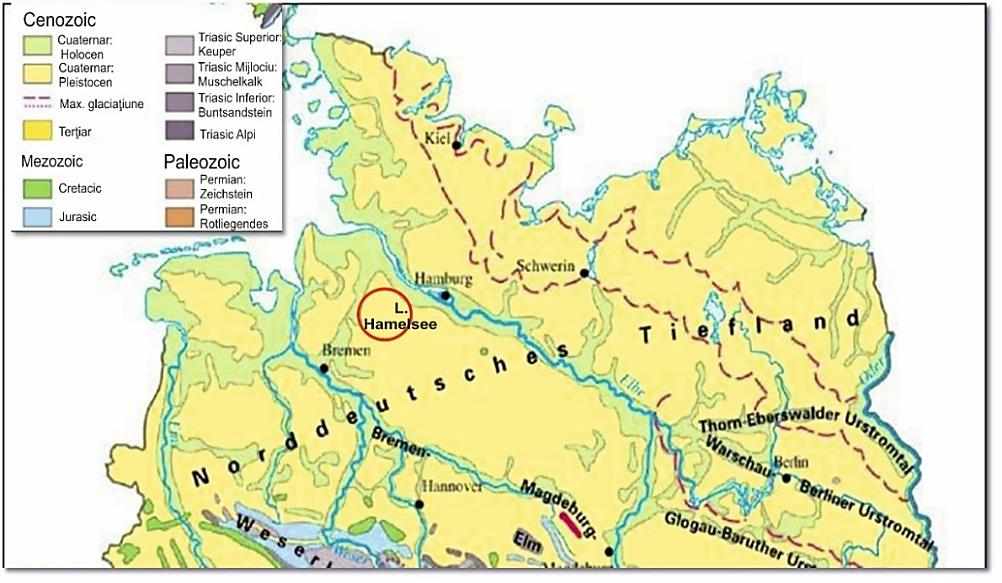 Cenozoic
Cuaternar:
Holocen
Cuaternar:
Pleistocen
Max. glaciațiune
Terțiar
Mezozoic
Cretacic
Jurasic
Triasic Superior:
Keuper
Triasic Mijlociu:
Muschelkalk
Triasic Inferior:
Buntsandstein
Triasic Alpi
Paleozoic
Permian:
Zeichstein
Permian:
Rotliegendes
Kiel
Schwerin
Hamburg
L.
Hamelsee
Bremen
Norddeutsches Tiefland
Elbe
Oder
Thorn-Eberswalder Urstromtal
Warschau-Berliner Urstromtal
Berlin
Glogau-Baruther
Bremen-
Magdeburg-
Hannover
Elm
Weser